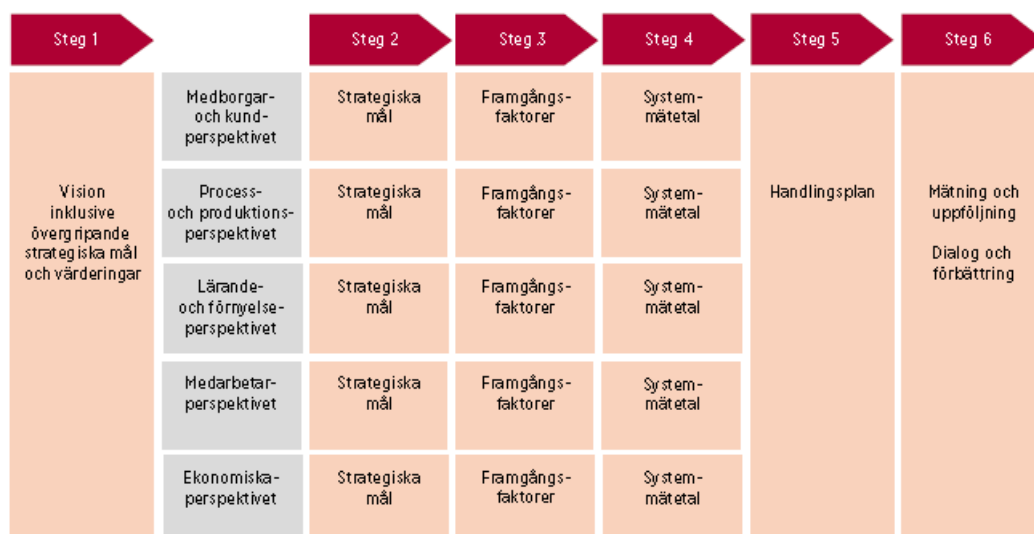 Steg 1
Steg 2
Steg 3
Steg 4
Steg 5
Steg 6
Vision
inklusive
övergripande
strategiska mål
och värderingar
Medborgar-
och kund-
perspektivet
Strategiska
mål
Framgångs-
faktorer
System-
mätetal
Process-
och produktions-
perspektivet
Strategiska
mål
Framgångs-
faktorer
System-
mätetal
Lärande-
och förnyelse-
perspektivet
Strategiska
mål
Framgångs-
faktorer
System-
mätetal
Medarbetar-
perspektivet
Strategiska
mål
Framgångs-
faktorer
System-
mätetal
Ekonomiska-
perspektivet
Strategiska
mål
Framgångs-
faktorer
System-
mätetal
Handlingsplan
Mätning och
uppföljning
Dialog och
förbättring